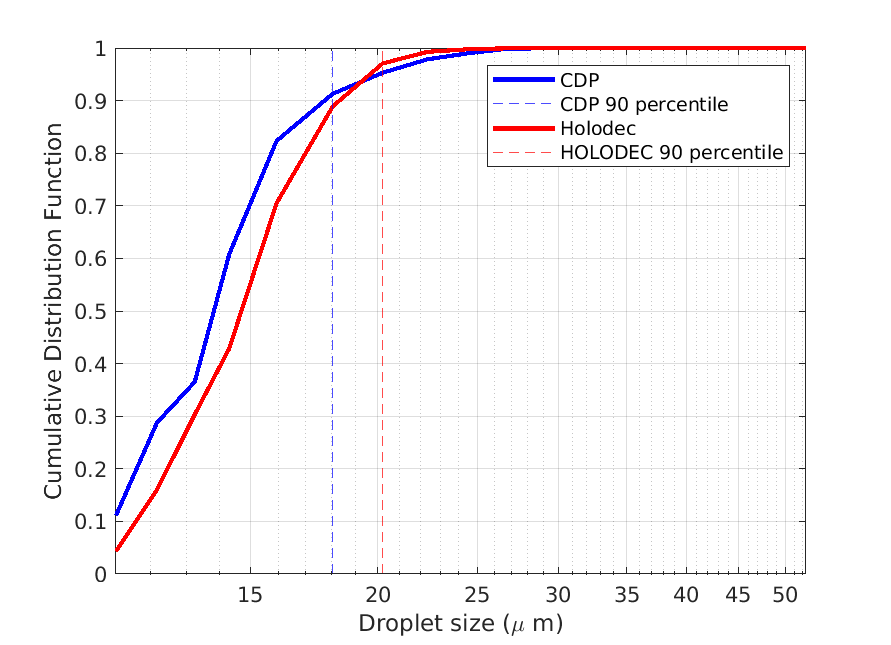 1
0.9
0.8
0.7
0.6
0.5
0.4
0.3
0.2
0.1
0
Cumulative Distribution Function
CDP
CDP 90 percentile
Holodec
HOLODEC 90 percentile
15 20 25 30 35 40 45 50
Droplet size (μ m)